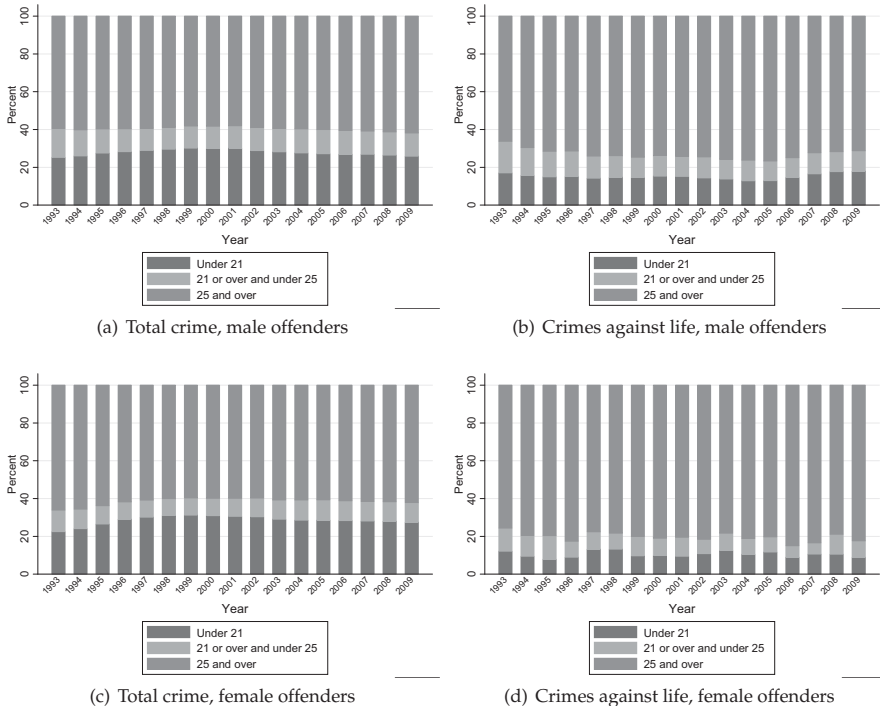 100
80
60
40
20
0
Percent
1993 1994 1995 1996 1997 1998 1999 2000 2001 2002 2003 2004 2005 2006 2007 2008 2009
Year
Under 21
21 or over and under 25
25 and over
(a) Total crime, male offenders
100
80
60
40
20
0
Percent
1993 1994 1995 1996 1997 1998 1999 2000 2001 2002 2003 2004 2005 2006 2007 2008 2009
Year
Under 21
21 or over and under 25
25 and over
(b) Crimes against life, male offenders
100
80
60
40
20
0
Percent
1993 1994 1995 1996 1997 1998 1999 2000 2001 2002 2003 2004 2005 2006 2007 2008 2009
Year
Under 21
21 or over and under 25
25 and over
(c) Total crime, female offenders
100
80
60
40
20
0
Percent
1993 1994 1995 1996 1997 1998 1999 2000 2001 2002 2003 2004 2005 2006 2007 2008 2009
Year
Under 21
21 or over and under 25
25 and over
(d) Crimes against life, female offenders